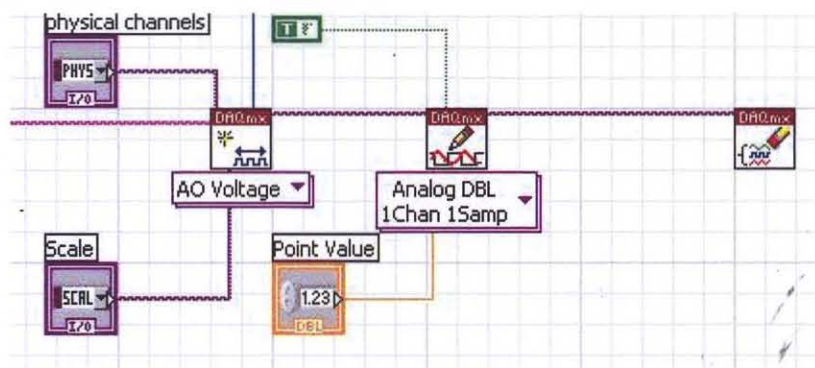 physical channels
T F
PHYS
I/O
DAQmx
DAQmx
DAQmx
AO Voltage
Analog DBL
1Chan 1Samp
Scale
Point Value
SCAL
1.23
I/O
DBL